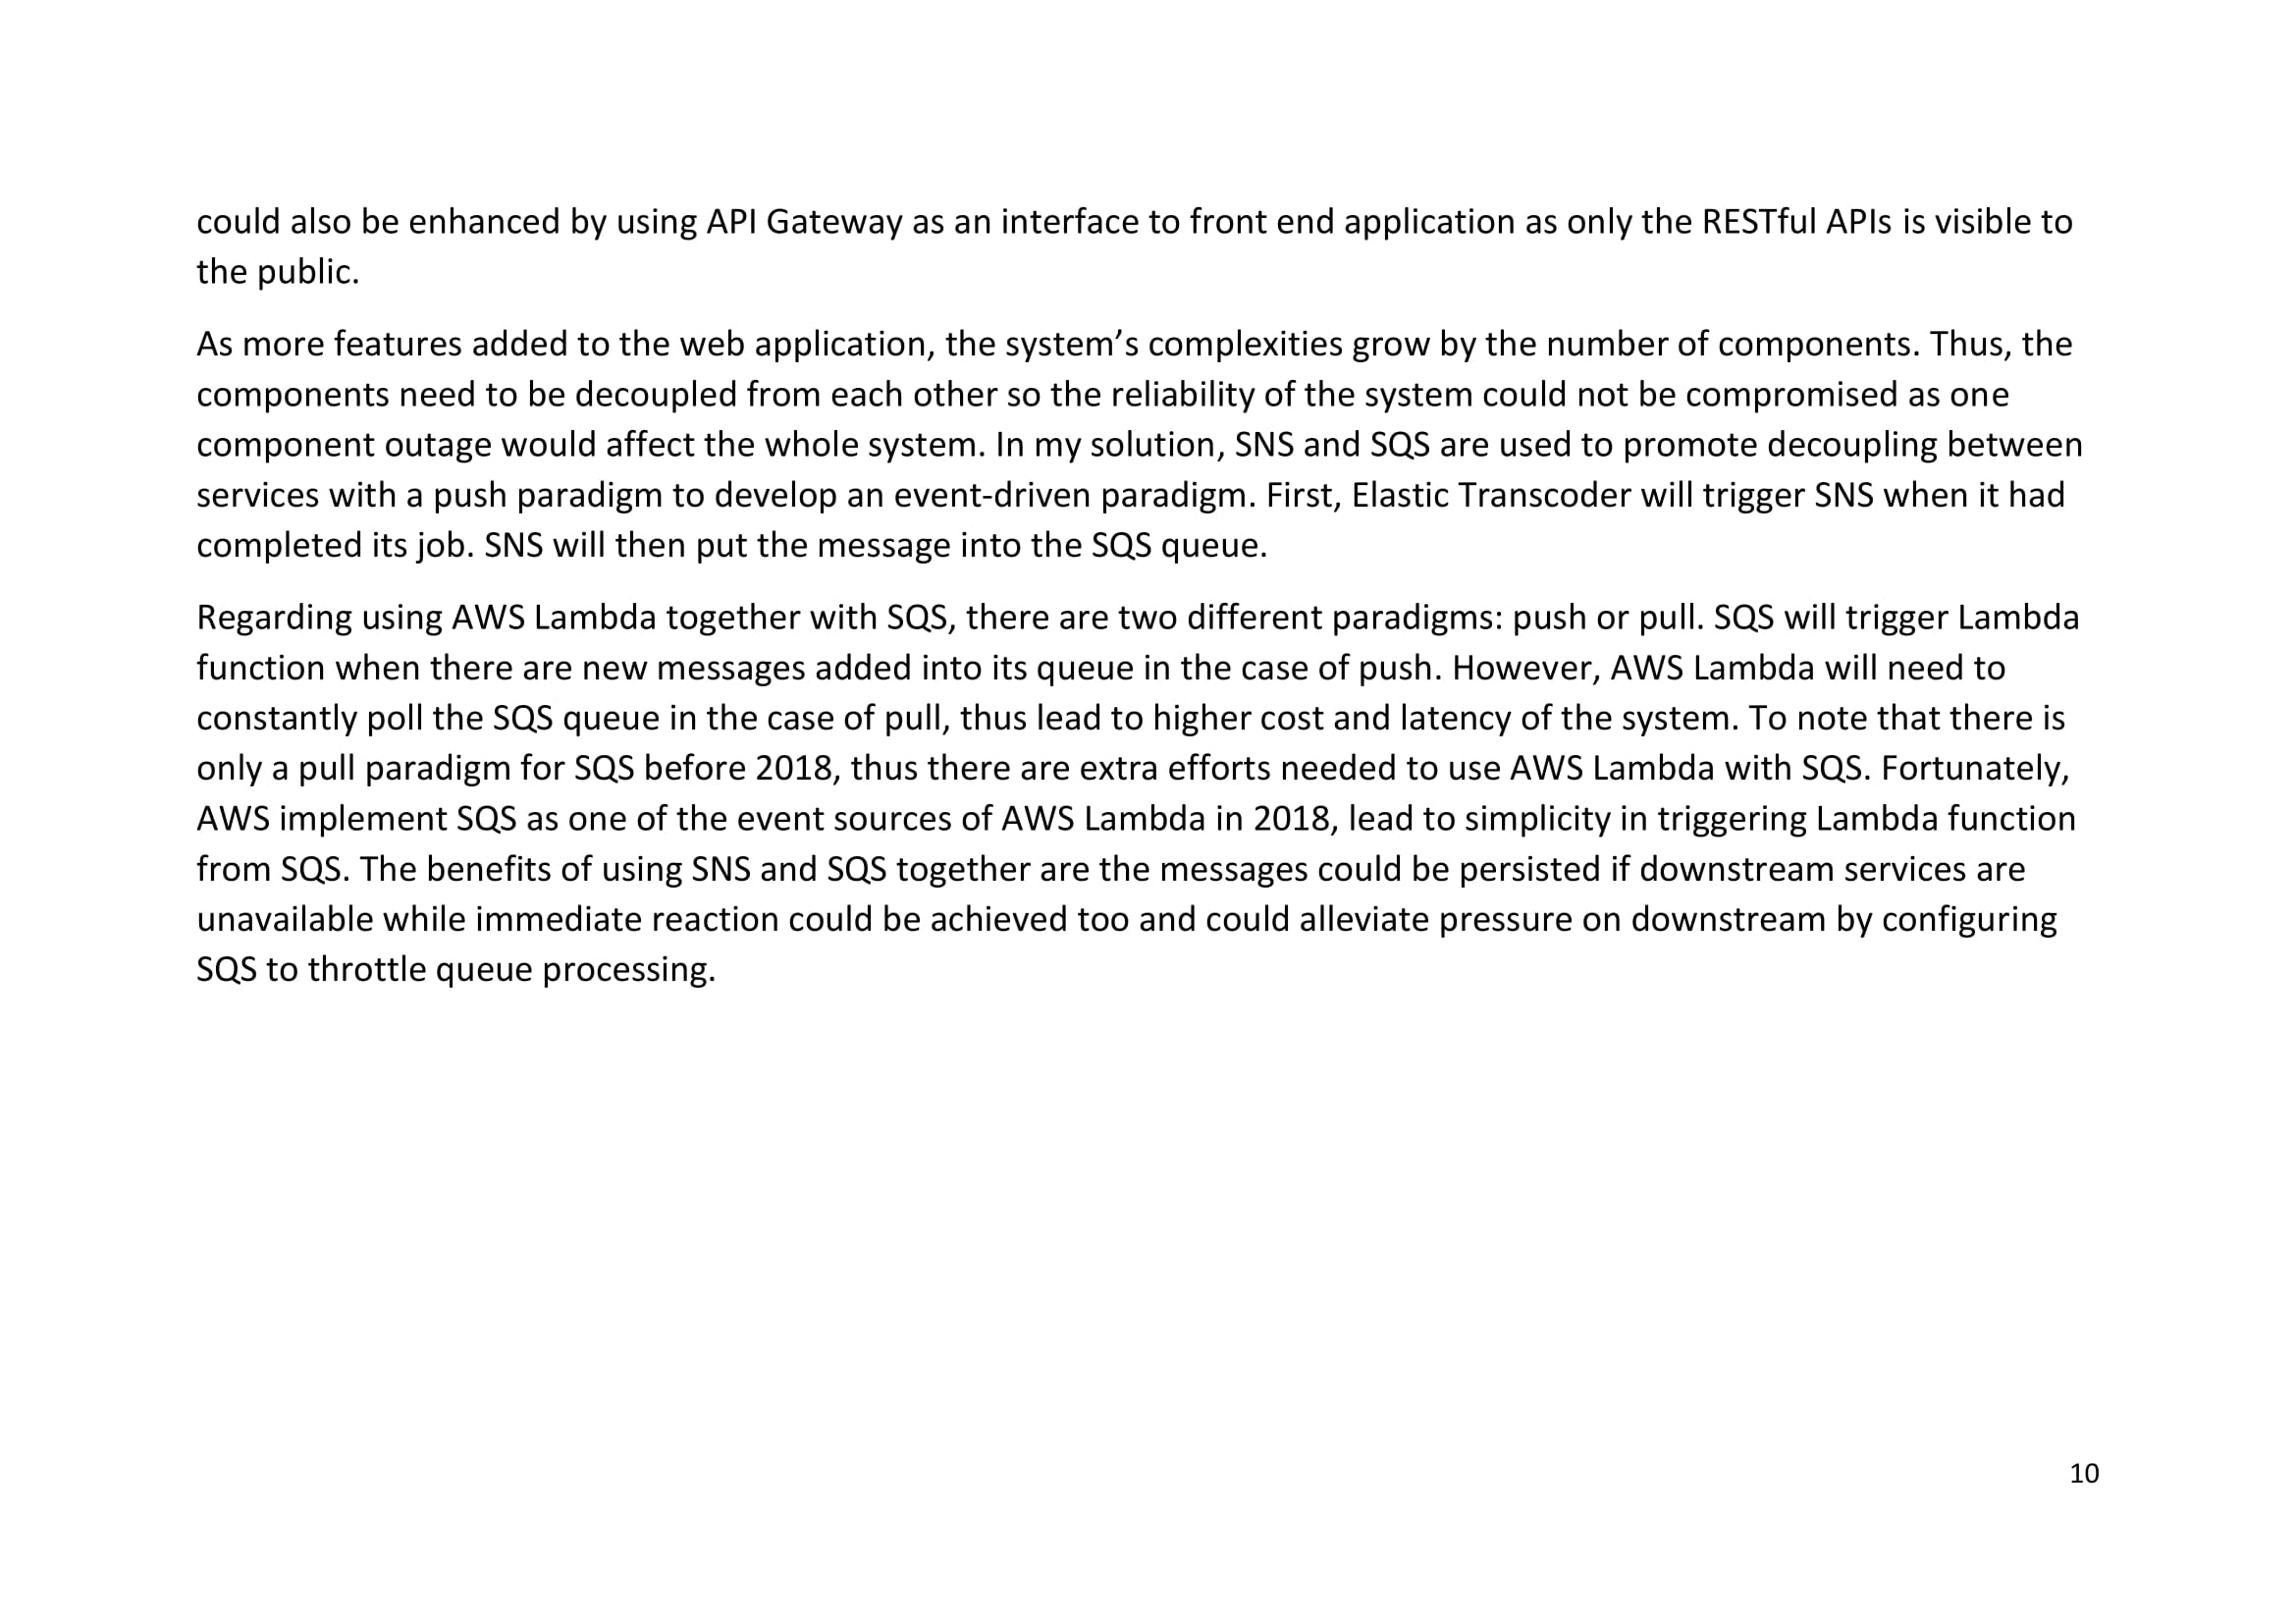 could also be enhanced by using API Gateway as an interface to front end application as only the RESTful APIs is visible to
the public.
As more features added to the web application, the system’s complexities grow by the number of components. Thus, the
components need to be decoupled from each other so the reliability of the system could not be compromised as one
component outage would affect the whole system. In my solution, SNS and SQS are used to promote decoupling between
services with a push paradigm to develop an event-driven paradigm. First, Elastic Transcoder will trigger SNS when it had
completed its job. SNS will then put the message into the SQS queue.
Regarding using AWS Lambda together with SQS, there are two different paradigms: push or pull. SQS will trigger Lambda
function when there are new messages added into its queue in the case of push. However, AWS Lambda will need to
constantly poll the SQS queue in the case of pull, thus lead to higher cost and latency of the system. To note that there is
only a pull paradigm for SQS before 2018, thus there are extra efforts needed to use AWS Lambda with SQS. Fortunately,
AWS implement SQS as one of the event sources of AWS Lambda in 2018, lead to simplicity in triggering Lambda function
from SQS. The benefits of using SNS and SQS together are the messages could be persisted if downstream services are
unavailable while immediate reaction could be achieved too and could alleviate pressure on downstream by configuring
SQS to throttle queue processing.
10